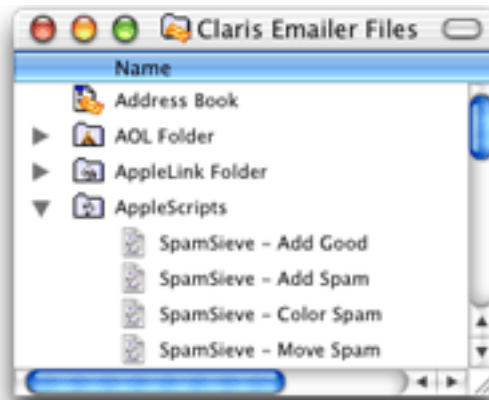 Claris Emailer Files
Name
Address Book
AOL Folder
AppleLink Folder
AppleScripts
SpamSieve – Add Good
SpamSieve – Add Spam
SpamSieve – Color Spam
SpamSieve – Move Spam